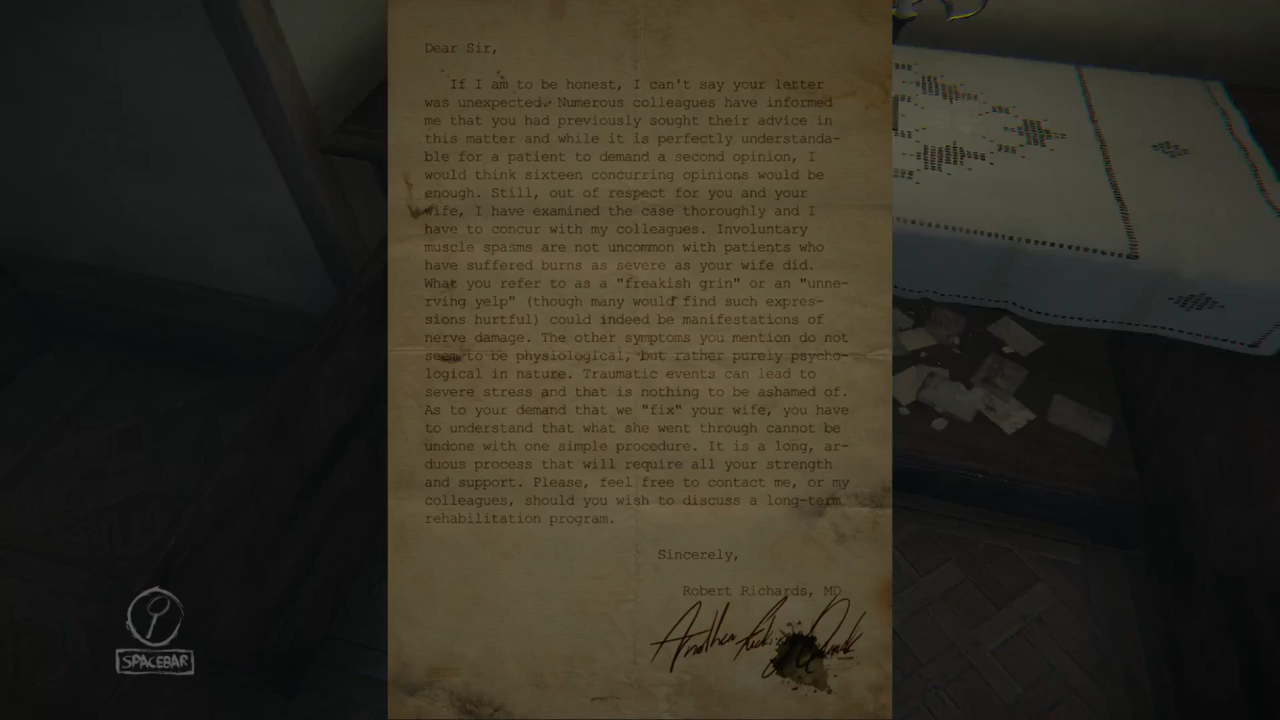 Dear Sir,
If I am to be honest, I can't say your latter
was unexpected. Numerous colleagues have informed
me that you had previously sought their advice in
this matter and while it is perfectly understanda-
ble for a patient to demand a second opinion, I
would think sixteen concurring opinions would be
enough. Still, out of respect for you and your
wife, I have examined the case thoroughly and I
have to concur with my colleagues. Involuntary
muscle spasms are not uncommon with patients who
have suffered burns as severe as your wife did.
What you refer to as a "freakish grin" or an "unne-
rving yelp" (though many would find such expres-
sions hurtful) could indeed be manifestations of
nerve damage. The other symptoms you mention do not
seem to be physiological, but rather purely psycho-
logical in nature. Traumatic events can lead to
severe stress and that is nothing to be ashamed of.
As to your demand that we "fix" your wife, you have
to understand that what she went through cannot be
undone with one simple procedure. It is a long, ar-
duous process that will require all your strength
and support. Please, feel free to contact me, or my
colleagues, should you wish to discuss a long-term
rehabilitation program.
Sincerely,
Robert Richards, MD
Another
SPACEBAR